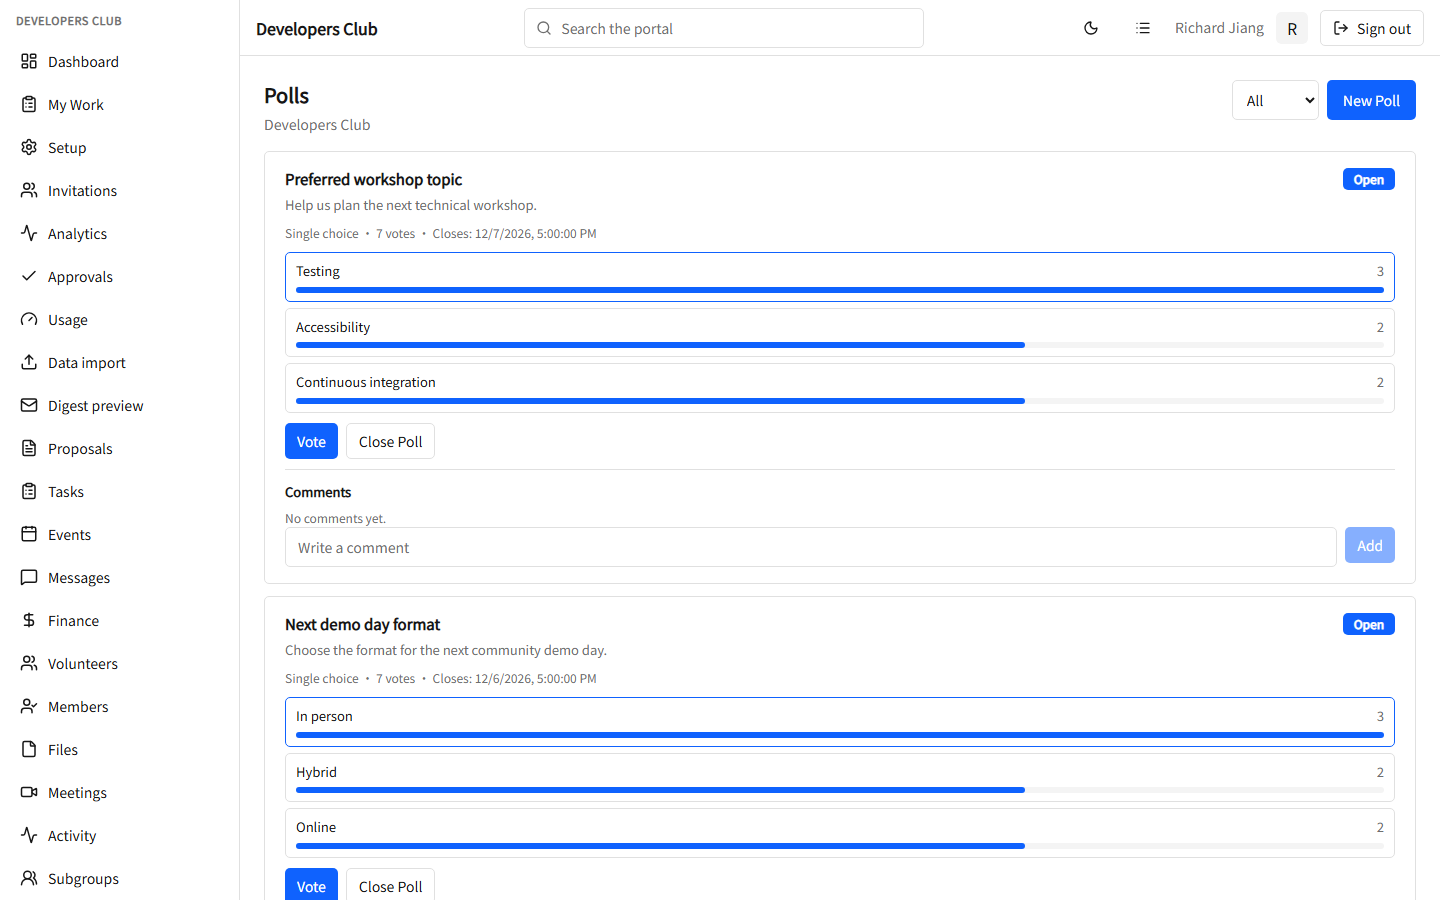 DEVELOPERS CLUB
Dashboard
My Work
Setup
Invitations
Analytics
Approvals
Usage
Data import
Digest preview
Proposals
Tasks
Events
Messages
Finance
Volunteers
Members
Files
Meetings
Activity
Subgroups
Developers Club
Search the portal
Richard Jiang
R
Sign out
Polls
Developers Club
All
New Poll
Preferred workshop topic
Open
Help us plan the next technical workshop.
Single choice • 7 votes • Closes: 12/7/2026, 5:00:00 PM
Testing 3
Accessibility 2
Continuous integration 2
Vote
Close Poll
Comments
No comments yet.
Write a comment
Add
Next demo day format
Open
Choose the format for the next community demo day.
Single choice • 7 votes • Closes: 12/6/2026, 5:00:00 PM
In person 3
Hybrid 2
Online 2
Vote
Close Poll